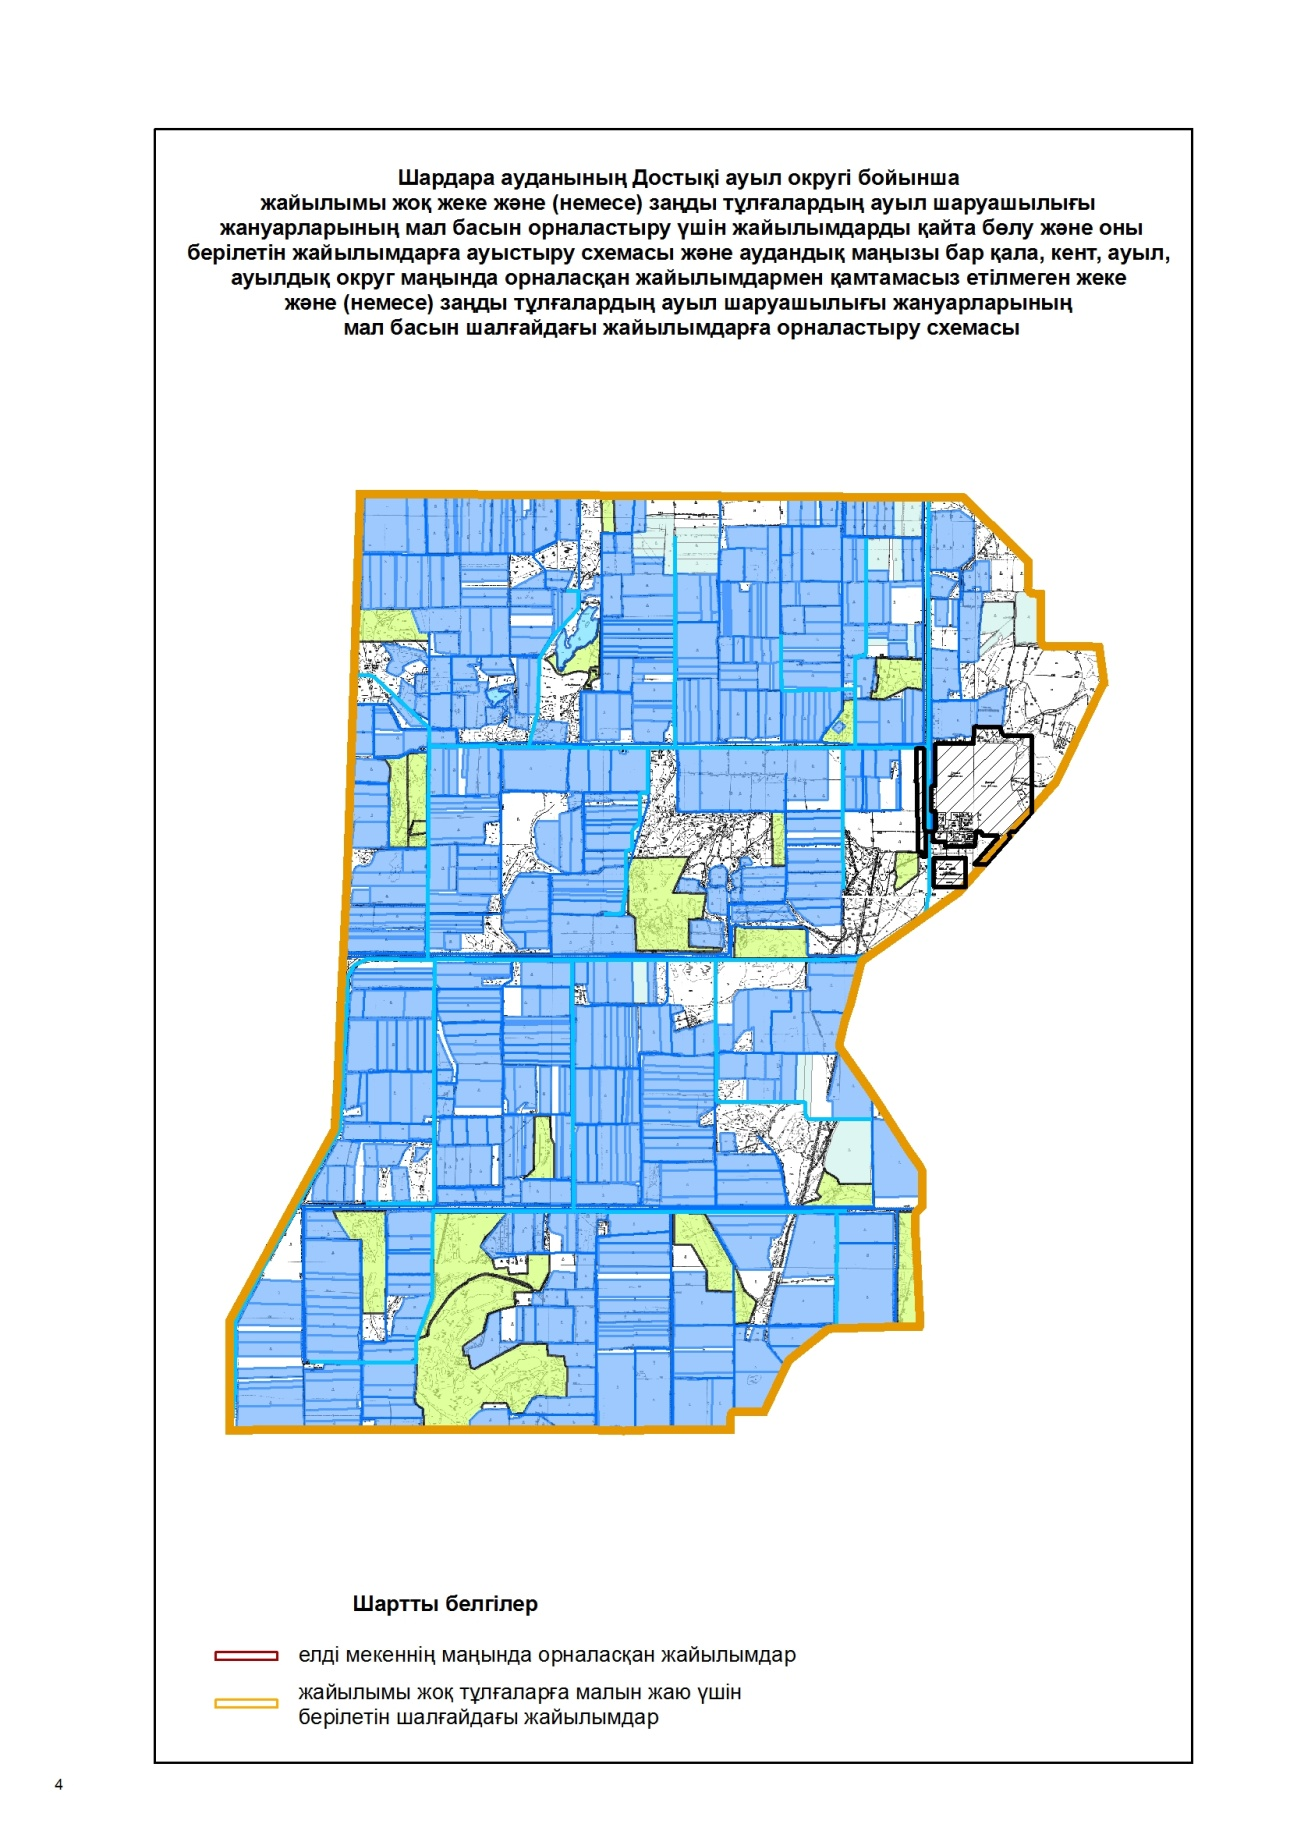 Шардара ауданының Достықі ауыл округі бойынша
жайылымы жоқ жеке және (немесе) заңды тұлғалардың ауыл шаруашылығы
жануарларының мал басын орналастыру үшін жайылымдарды қайта бөлу және оны
берілетін жайылымдарға ауыстыру схемасы және аудандық маңызы бар қала, кент, ауыл,
ауылдық округ маңында орналасқан жайылымдармен қамтамасыз етілмеген жеке
және (немесе) заңды тұлғалардың ауыл шаруашылығы жануарларының
мал басын шалғайдағы жайылымдарға орналастыру схемасы
Шартты белгілер
елді мекеннің маңында орналасқан жайылымдар
жайылымы жоқ тұлғаларға малын жаю үшін
берілетін шалғайдағы жайылымдар
4